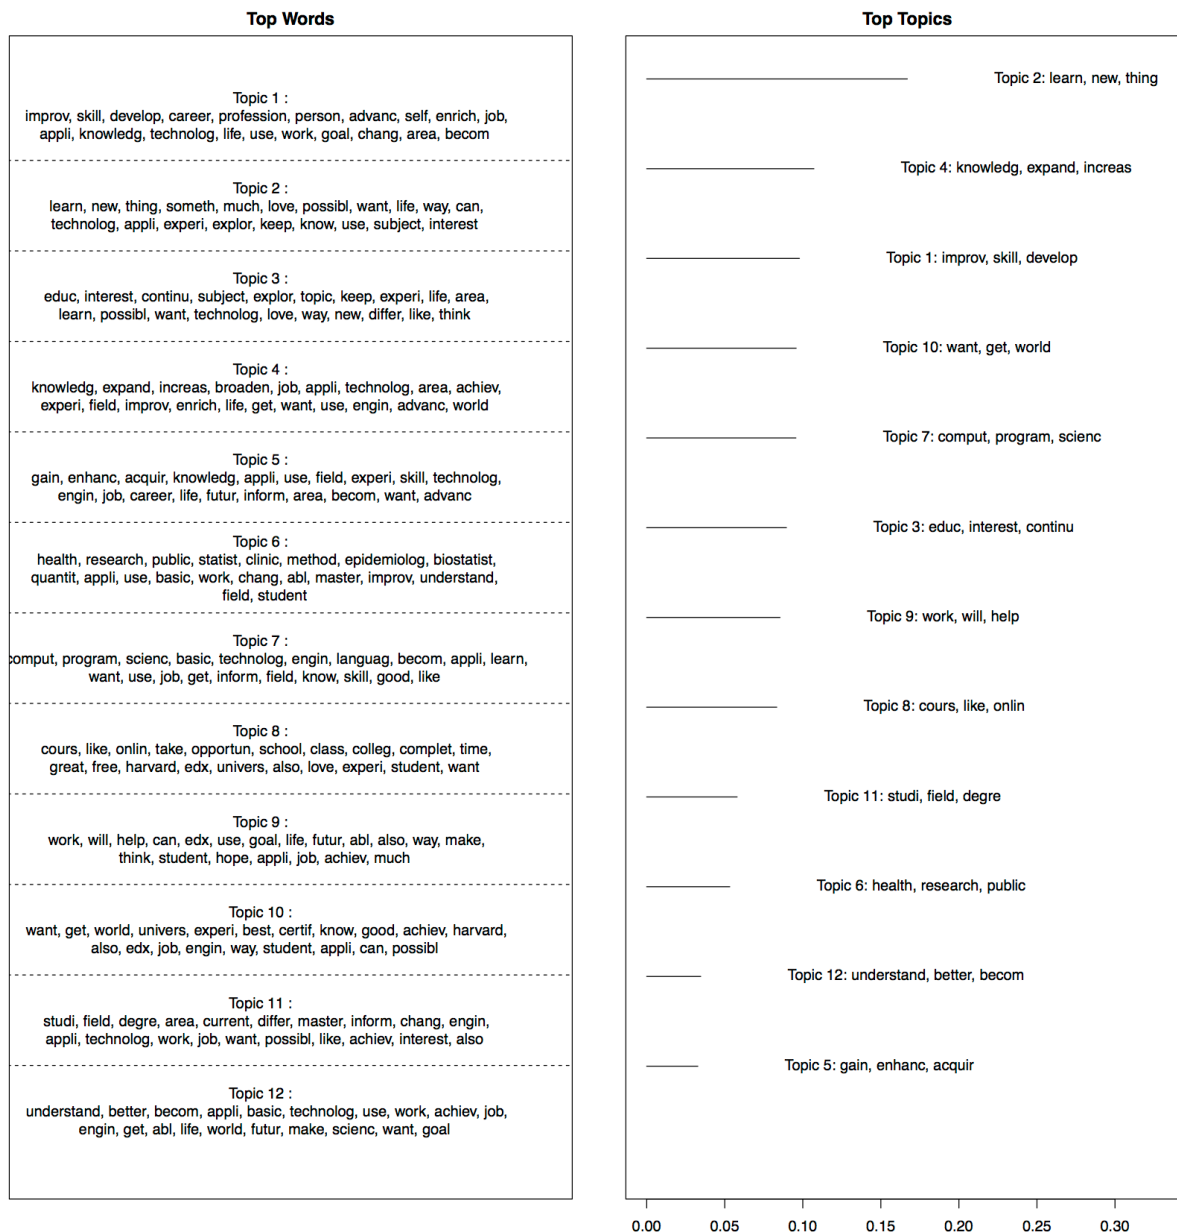 Top Words
Topic 1 :
improv, skill, develop, career, profession, person, advanc, self, enrich, job,
appli, knowledg, technolog, life, use, work, goal, chang, area, becom
Topic 2 :
learn, new, thing, someth, much, love, possibl, want, life, way, can,
technolog, appli, experi, explor, keep, know, use, subject, interest
Topic 3 :
educ, interest, continu, subject, explor, topic, keep, experi, life, area,
learn, possibl, want, technolog, love, way, new, differ, like, think
Topic 4 :
knowledg, expand, increas, broaden, job, appli, technolog, area, achiev,
experi, field, improv, enrich, life, get, want, use, engin, advanc, world
Topic 5 :
gain, enhanc, acquir, knowledg, appli, use, field, experi, skill, technolog,
engin, job, career, life, futur, inform, area, becom, want, advanc
Topic 6 :
health, research, public, statist, clinic, method, epidemiolog, biostatist,
quantit, appli, use, basic, work, chang, abl, master, improv, understand,
field, student
Topic 7 :
comput, program, scienc, basic, technolog, engin, languag, becom, appli, learn,
want, use, job, get, inform, field, know, skill, good, like
Topic 8 :
cours, like, onlin, take, opportun, school, class, colleg, complet, time,
great, free, harvard, edx, univers, also, love, experi, student, want
Topic 9 :
work, will, help, can, edx, use, goal, life, futur, abl, also, way, make,
think, student, hope, appli, job, achiev, much
Topic 10 :
want, get, world, univers, experi, best, certif, know, good, achiev, harvard,
also, edx, job, engin, way, student, appli, can, possibl
Topic 11 :
studi, field, degre, area, current, differ, master, inform, chang, engin,
appli, technolog, work, job, want, possibl, like, achiev, interest, also
Topic 12 :
understand, better, becom, appli, basic, technolog, use, work, achiev, job,
engin, get, abl, life, world, futur, make, scienc, want, goal
Top Topics
Topic 2: learn, new, thing
Topic 4: knowledg, expand, increas
Topic 1: improv, skill, develop
Topic 10: want, get, world
Topic 7: comput, program, scienc
Topic 3: educ, interest, continu
Topic 9: work, will, help
Topic 8: cours, like, onlin
Topic 11: studi, field, degre
Topic 6: health, research, public
Topic 12: understand, better, becom
Topic 5: gain, enhanc, acquir
0.00 0.05 0.10 0.15 0.20 0.25 0.30